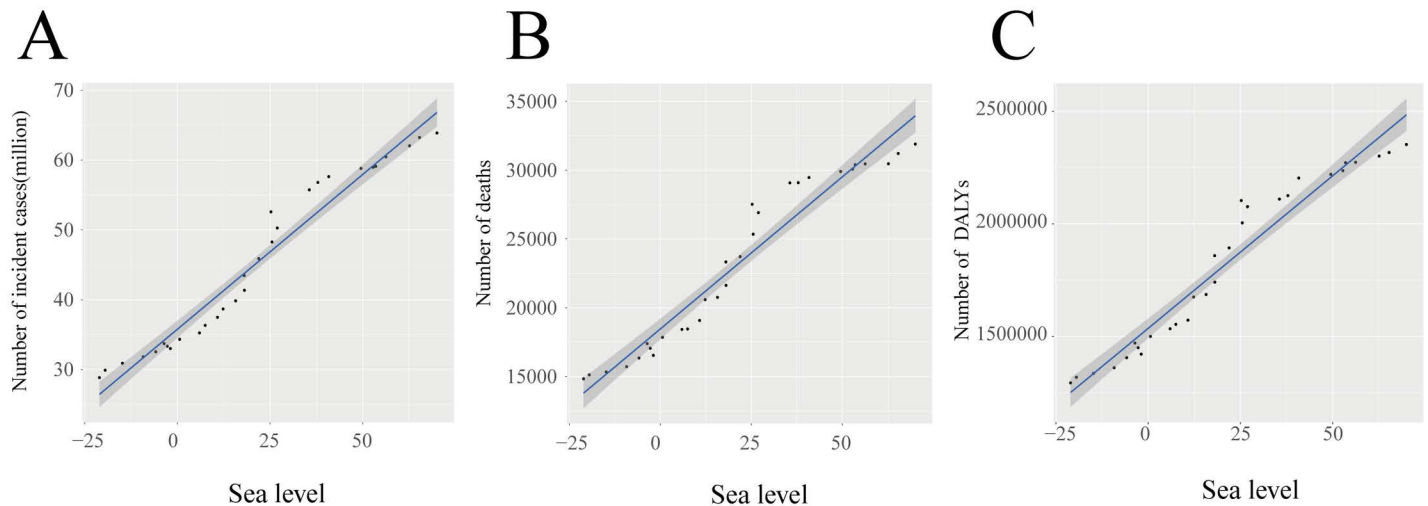 A
Number of incident cases(million)
70
60
50
40
30
−25
0
25
50
Sea level
B
Number of deaths
35000
30000
25000
20000
15000
−25
0
25
50
Sea level
C
Number of DALYs
2500000
2000000
1500000
−25
0
25
50
Sea level